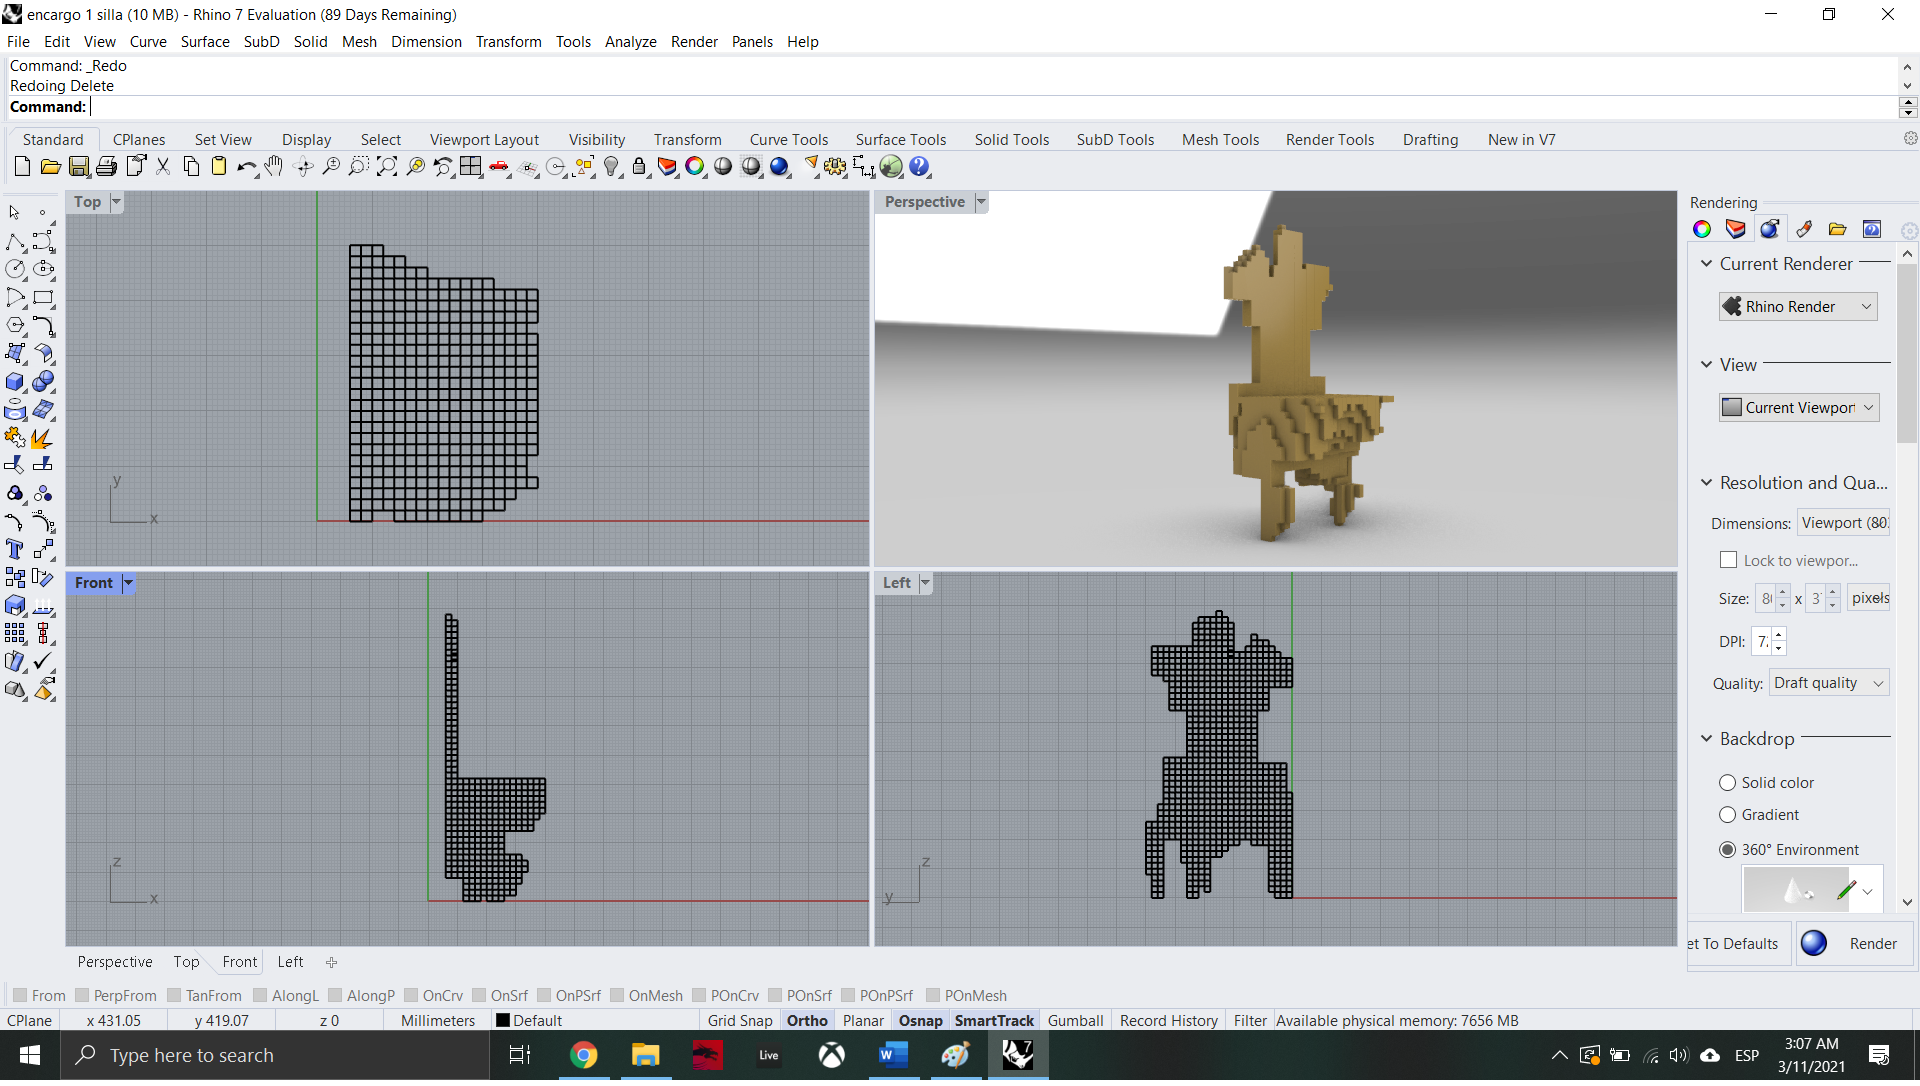 encargo 1 silla (10 MB) - Rhino 7 Evaluation (89 Days Remaining)
File Edit View Curve Surface SubD Solid Mesh Dimension Transform Tools Analyze Render Panels Help
Command: _Redo
Redoing Delete
Command:
Standard CPlanes Set View Display Select Viewport Layout Visibility Transform Curve Tools Surface Tools Solid Tools SubD Tools Mesh Tools Render Tools Drafting New in V7
Top
y
x
Perspective
Front
z
x
Left
z
y
Rendering
Current Renderer
Rhino Render
View
Current Viewport
Resolution and Qua...
Dimensions: Viewport (80
Lock to viewpor...
Size: 8 x 3 pixels
DPI: 7
Quality: Draft quality
Backdrop
Solid color
Gradient
360° Environment
et To Defaults Render
Perspective Top Front Left
From PerpFrom TanFrom AlongL AlongP OnCrv OnSrf OnPSrf OnMesh POnCrv POnSrf POnPSrf POnMesh
CPlane x 431.05 y 419.07 z 0 Millimeters Default Grid Snap Ortho Planar Osnap SmartTrack Gumball Record History Filter Available physical memory: 7656 MB
Type here to search
Live
W
7
ESP
3:07 AM
3/11/2021